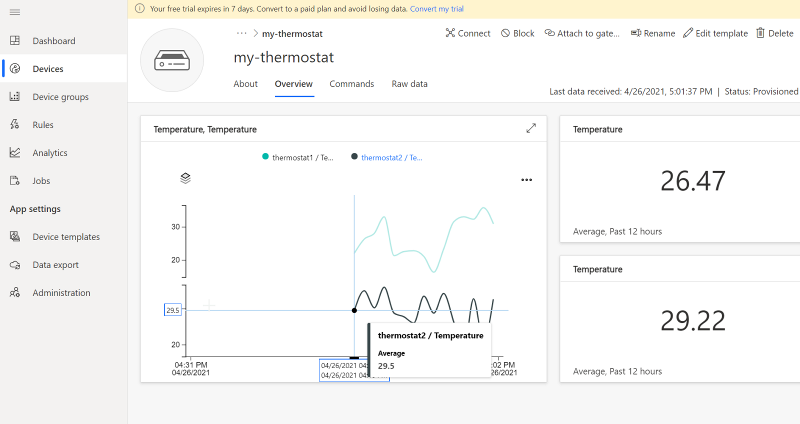 Your free trial expires in 7 days. Convert to a paid plan and avoid losing data. Convert my trial
Dashboard
Devices
Device groups
Rules
Analytics
Jobs
App settings
Device templates
Data export
Administration
··· > my-thermostat
Connect
Block
Attach to gate...
Rename
Edit template
Delete
my-thermostat
About
Overview
Commands
Raw data
Last data received: 4/26/2021, 5:01:37 PM | Status: Provisioned
Temperature, Temperature
thermostat1 / Te...
thermostat2 / Te...
30
20
29.5
20
thermostat2 / Temperature
Average
29.5
04:31 PM
04/26/2021
04/26/2021
04/26/2021
:02 PM
/26/2021
Temperature
26.47
Average, Past 12 hours
Temperature
29.22
Average, Past 12 hours